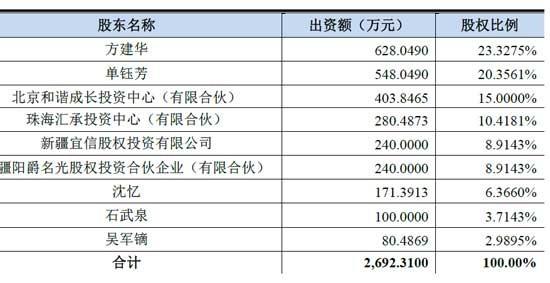 股东名称 出资额（万元） 股权比例
方建华 628.0490 23.3275%
单钰芳 548.0490 20.3561%
北京和谐成长投资中心（有限合伙） 403.8465 15.0000%
珠海汇承投资中心（有限合伙） 280.4873 10.4181%
新疆宜信股权投资有限公司 240.0000 8.9143%
疆阳爵名光股权投资合伙企业（有限合伙） 240.0000 8.9143%
沈忆 171.3913 6.3660%
石武泉 100.0000 3.7143%
吴军镝 80.4869 2.9895%
合计 2,692.3100 100.00%